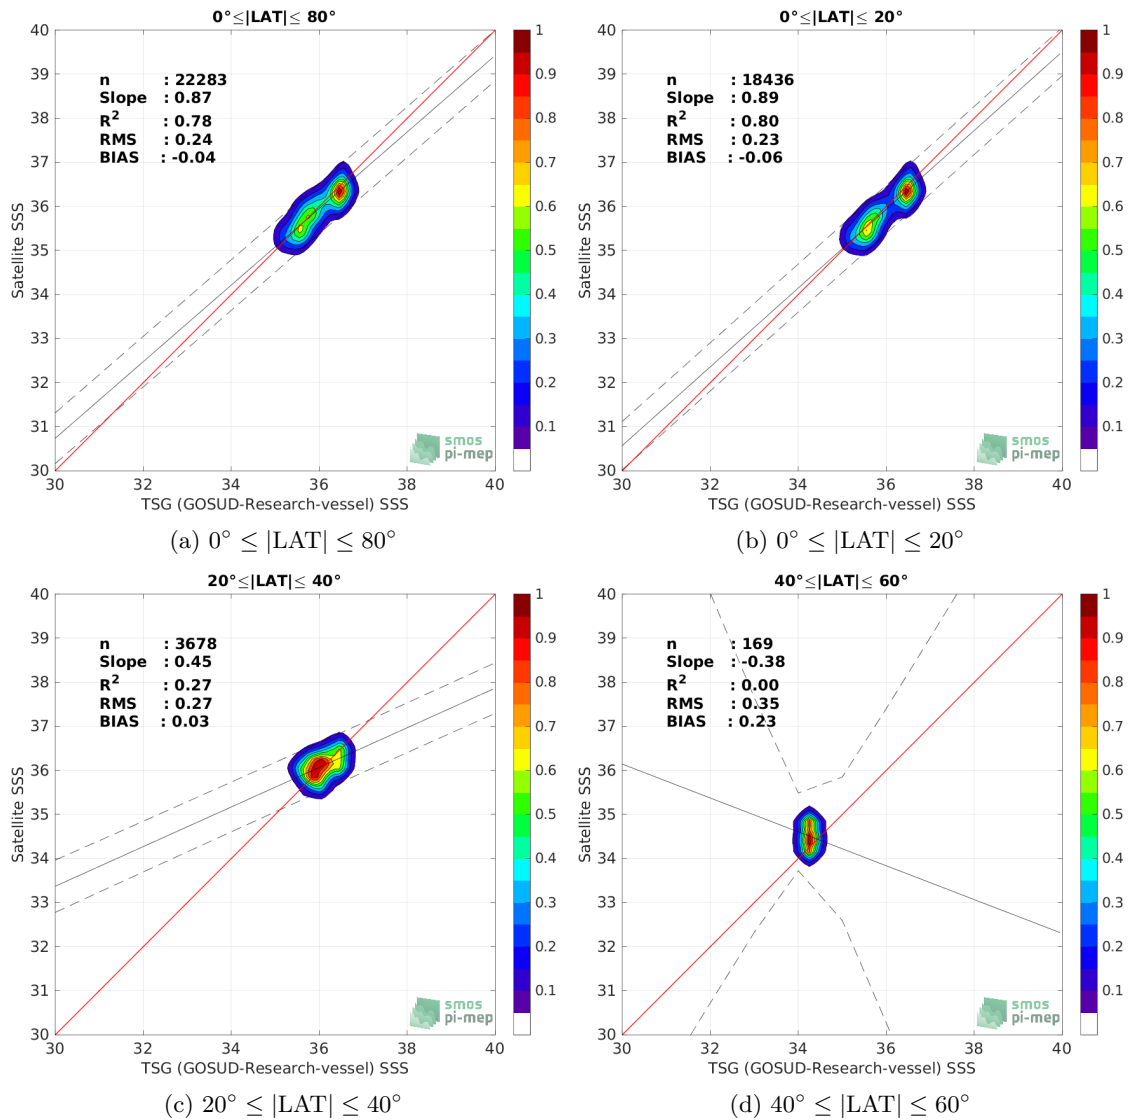 0°≤|LAT|≤ 80°
n : 22283
Slope : 0.87
R² : 0.78
RMS : 0.24
BIAS : -0.04
40
39
38
37
36
35
34
33
32
31
30
30 32 34 36 38 40
Satellite SSS
TSG (GOSUD-Research-vessel) SSS
1
0.9
0.8
0.7
0.6
0.5
0.4
0.3
0.2
0.1
smos
pi-mep
(a) 0° ≤ |LAT| ≤ 80°
0°≤|LAT|≤ 20°
n : 18436
Slope : 0.89
R² : 0.80
RMS : 0.23
BIAS : -0.06
40
39
38
37
36
35
34
33
32
31
30
30 32 34 36 38 40
Satellite SSS
TSG (GOSUD-Research-vessel) SSS
1
0.9
0.8
0.7
0.6
0.5
0.4
0.3
0.2
0.1
smos
pi-mep
(b) 0° ≤ |LAT| ≤ 20°
20°≤|LAT|≤ 40°
n : 3678
Slope : 0.45
R² : 0.27
RMS : 0.27
BIAS : 0.03
40
39
38
37
36
35
34
33
32
31
30
30 32 34 36 38 40
Satellite SSS
TSG (GOSUD-Research-vessel) SSS
1
0.9
0.8
0.7
0.6
0.5
0.4
0.3
0.2
0.1
smos
pi-mep
(c) 20° ≤ |LAT| ≤ 40°
40°≤|LAT|≤ 60°
n : 169
Slope : -0.38
R² : 0.00
RMS : 0.35
BIAS : 0.23
40
39
38
37
36
35
34
33
32
31
30
30 32 34 36 38 40
Satellite SSS
TSG (GOSUD-Research-vessel) SSS
1
0.9
0.8
0.7
0.6
0.5
0.4
0.3
0.2
0.1
smos
pi-mep
(d) 40° ≤ |LAT| ≤ 60°